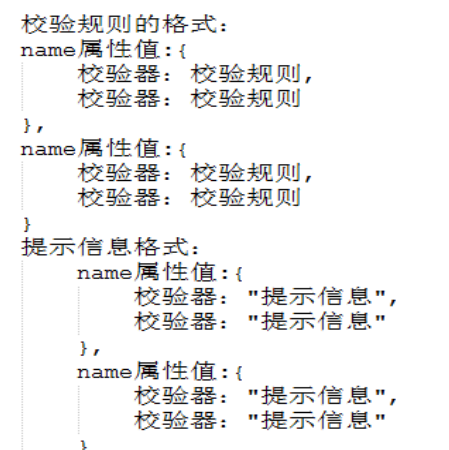 校验规则的格式：
name属性值:{
校验器：校验规则,
校验器：校验规则
},
name属性值:{
校验器：校验规则,
校验器：校验规则
}
提示信息格式：
name属性值:{
校验器："提示信息",
校验器："提示信息"
},
name属性值:{
校验器："提示信息",
校验器："提示信息"
}